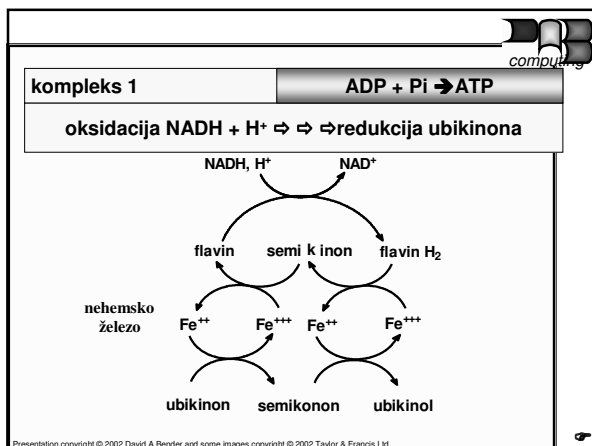 computing
kompleks 1 ADP + Pi ➔ATP
oksidacija NADH + H⁺ ⇨ ⇨ ⇨redukcija ubikinona
NADH, H⁺ NAD⁺
flavin semi k inon flavin H₂
nehemsko
železo
Fe⁺⁺ Fe⁺⁺⁺ Fe⁺⁺ Fe⁺⁺⁺
ubikinon semikonon ubikinol
Presentation copyright © 2002 David A Bender and some images copyright © 2002 Taylor & Francis Ltd